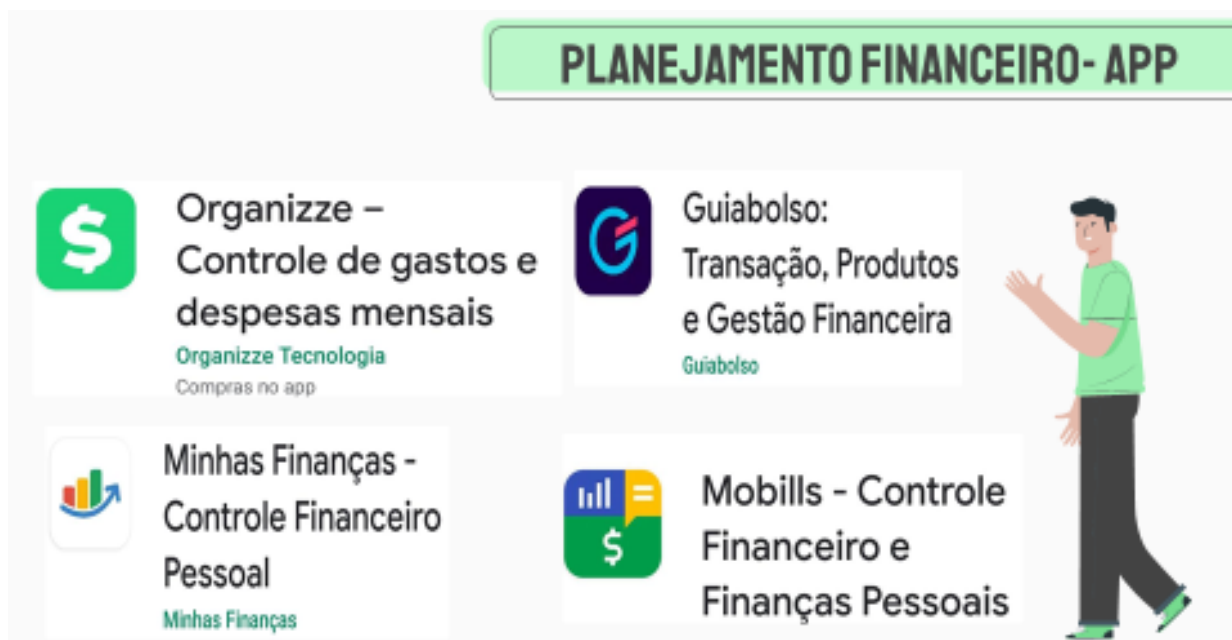 PLANEJAMENTO FINANCEIRO- APP
Organizze –
Controle de gastos e
despesas mensais
Organizze Tecnologia
Compras no app
Guiabolso:
Transação, Produtos
e Gestão Financeira
Guiabolso
Minhas Finanças -
Controle Financeiro
Pessoal
Minhas Finanças
Mobills - Controle
Financeiro e
Finanças Pessoais